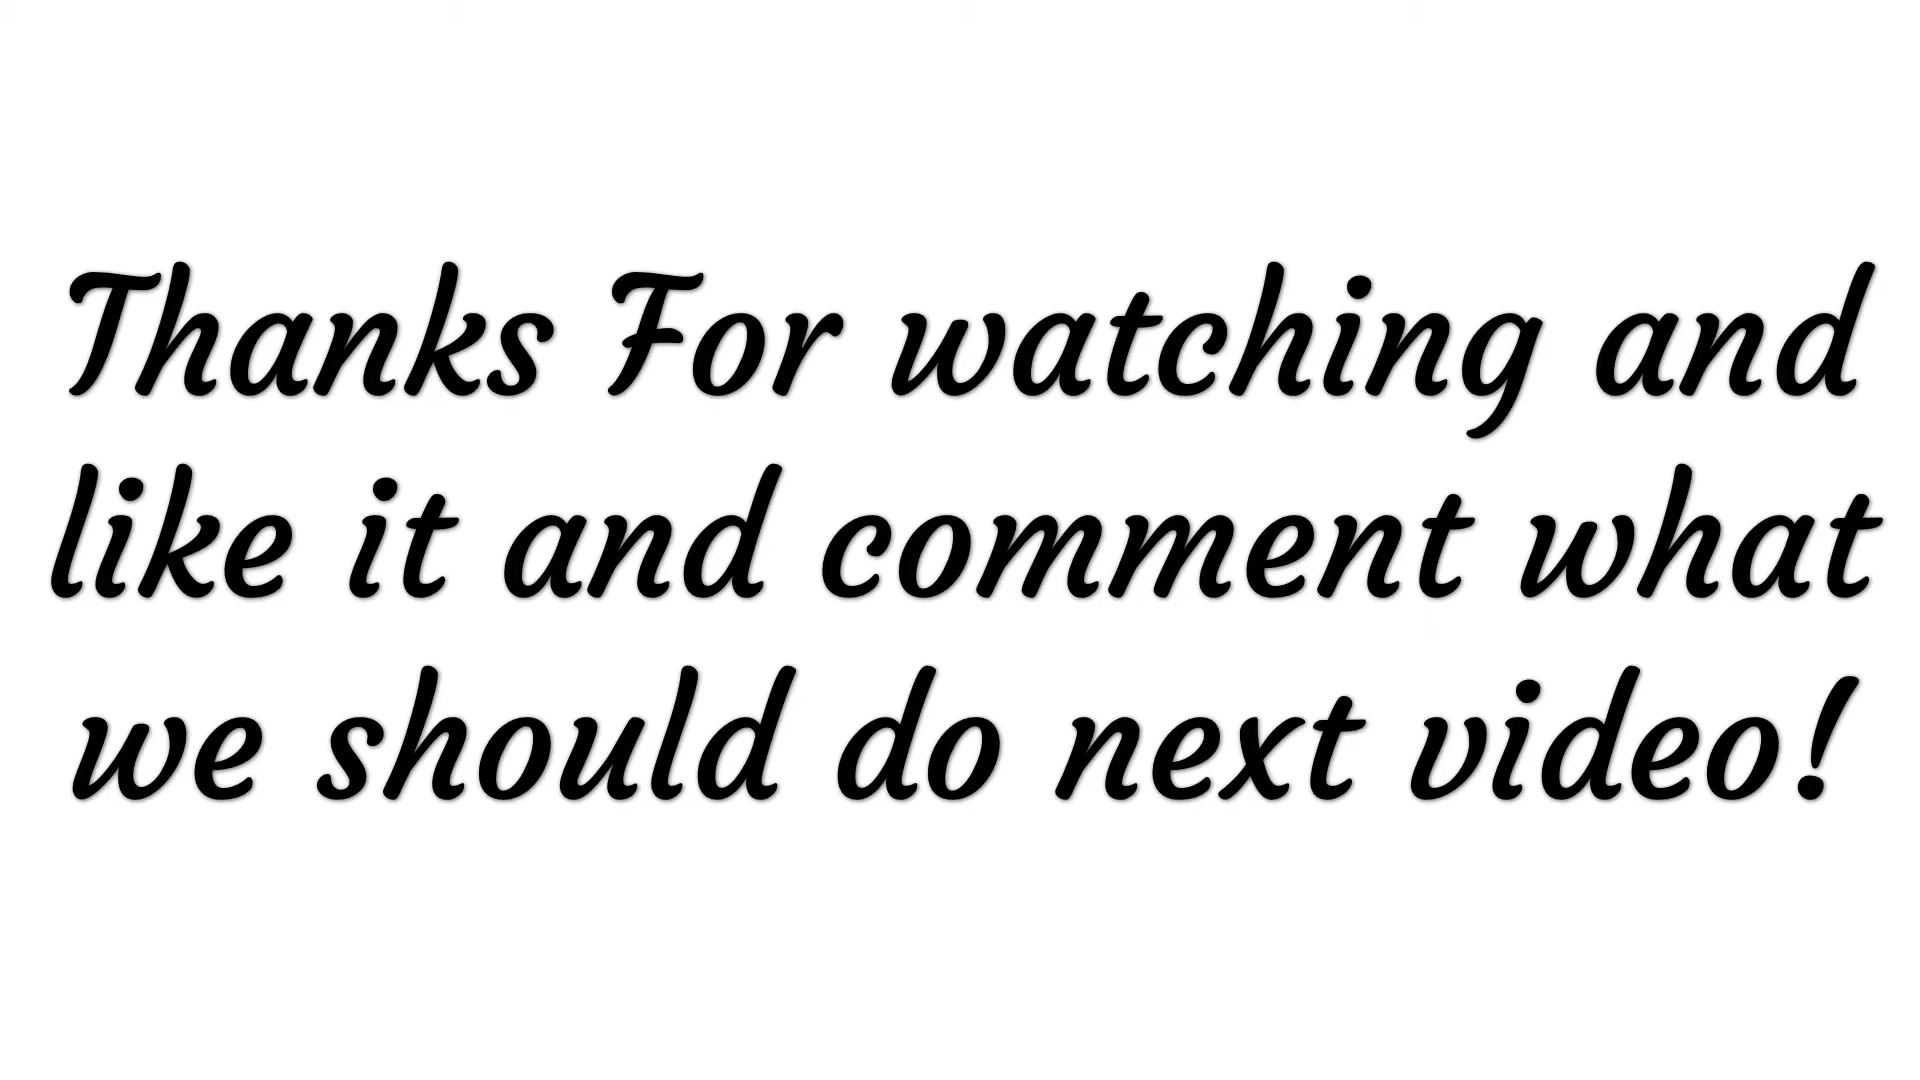 Thanks For watching and
like it and comment what
we should do next video!